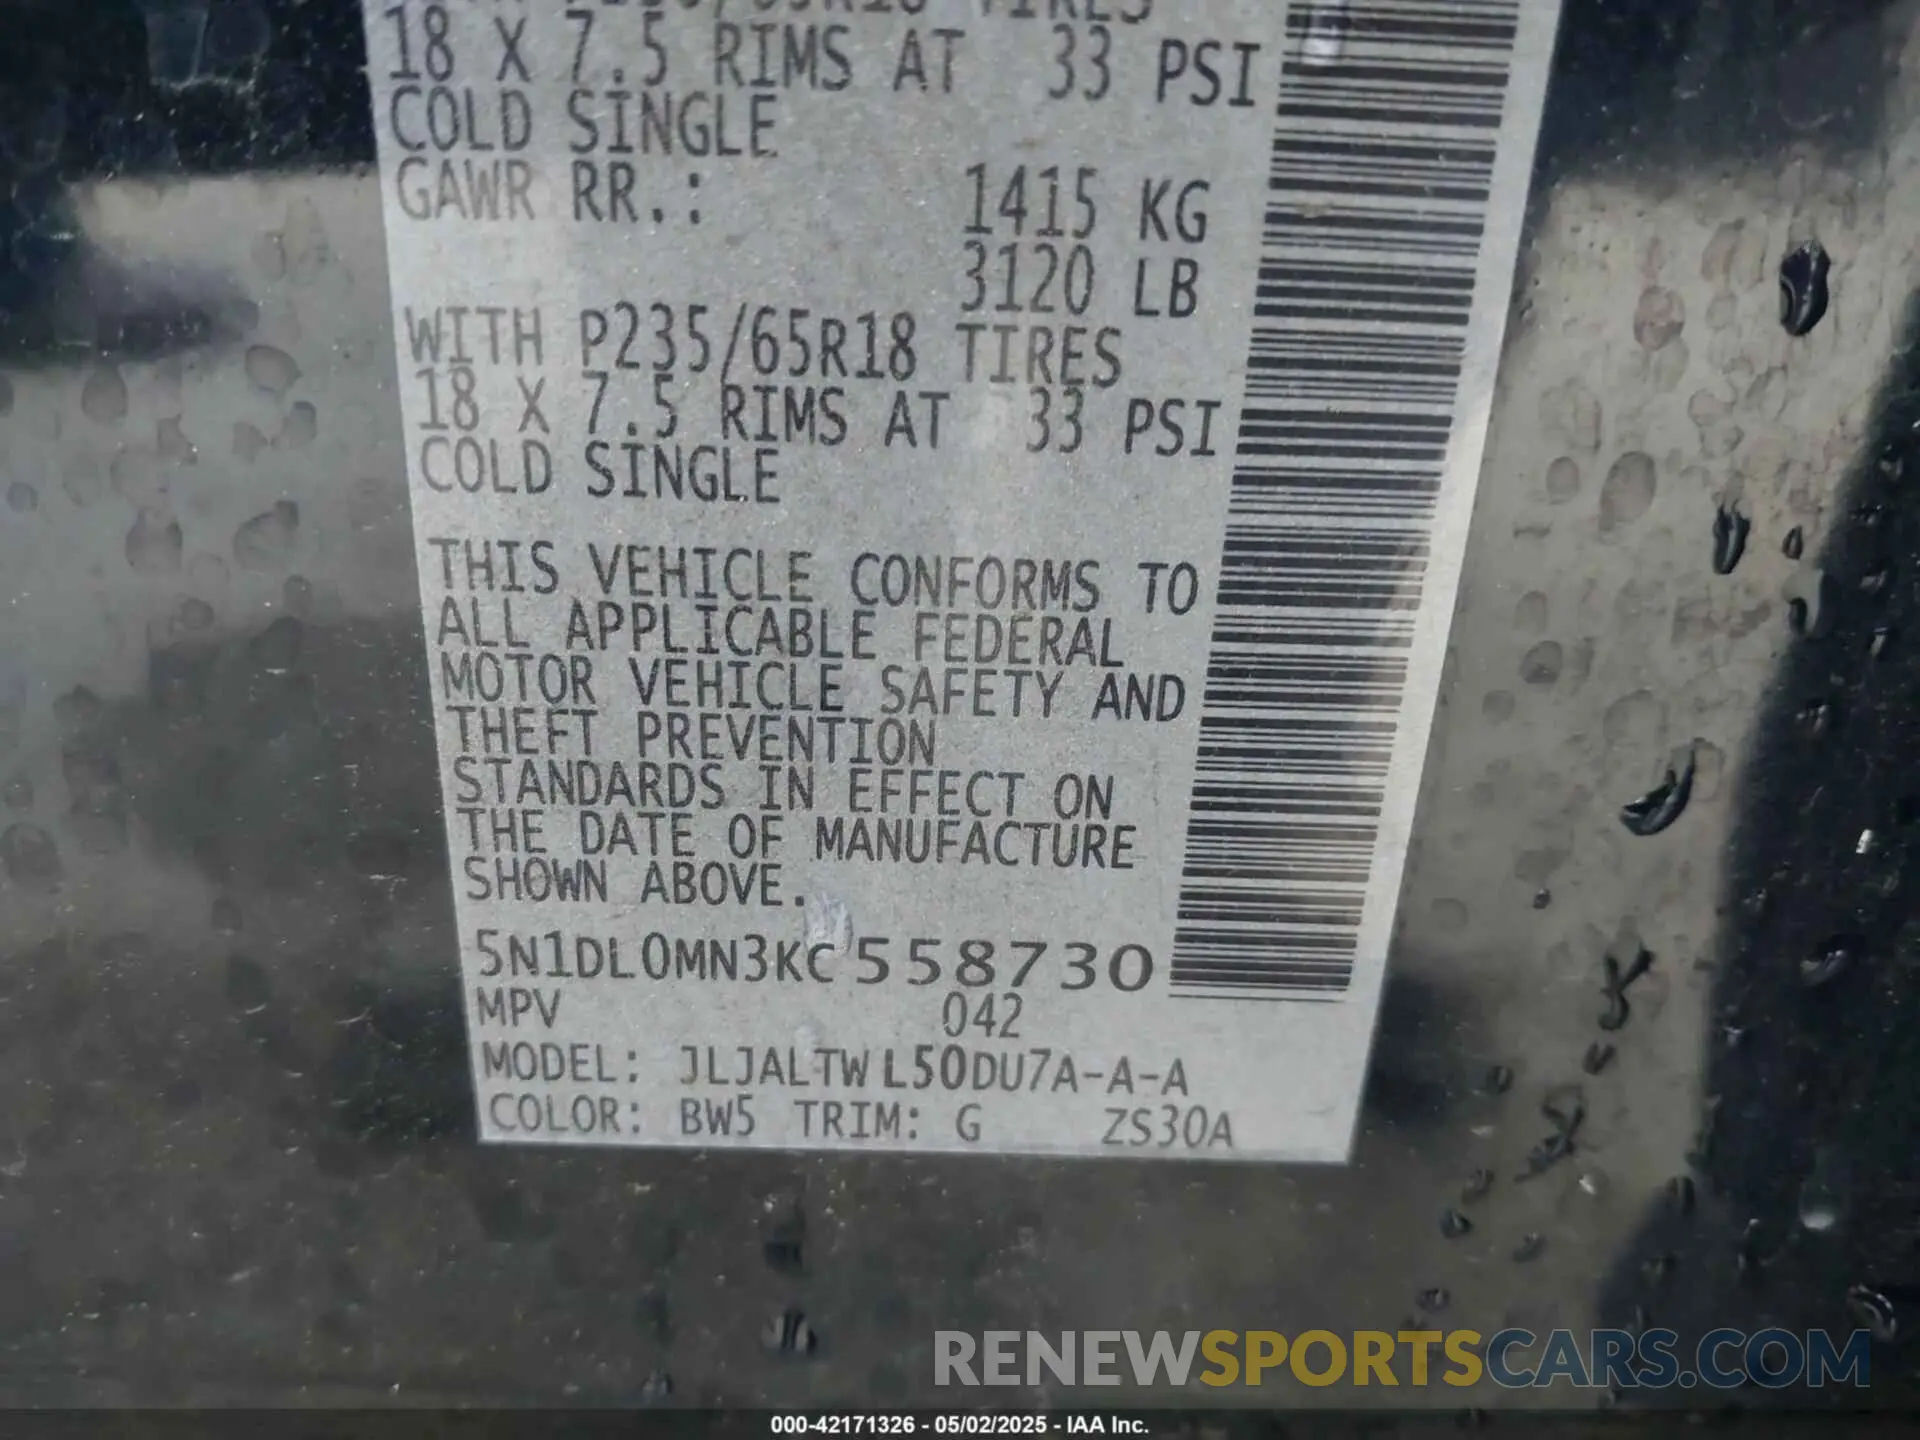 18 X 7.5 RIMS AT 33 PSI
COLD SINGLE
GAWR RR.: 1415 KG
3120 LB
WITH P235/65R18 TIRES
18 X 7.5 RIMS AT 33 PSI
COLD SINGLE
THIS VEHICLE CONFORMS TO
ALL APPLICABLE FEDERAL
MOTOR VEHICLE SAFETY AND
THEFT PREVENTION
STANDARDS IN EFFECT ON
THE DATE OF MANUFACTURE
SHOWN ABOVE.
5N1DL0MN3KC558730
MPV 042
MODEL: JLJALTWL50DU7A-A-A
COLOR: BW5 TRIM: G ZS30A
RENEWSPORTSCARS.COM
000-42171326 - 05/02/2025 - IAA Inc.